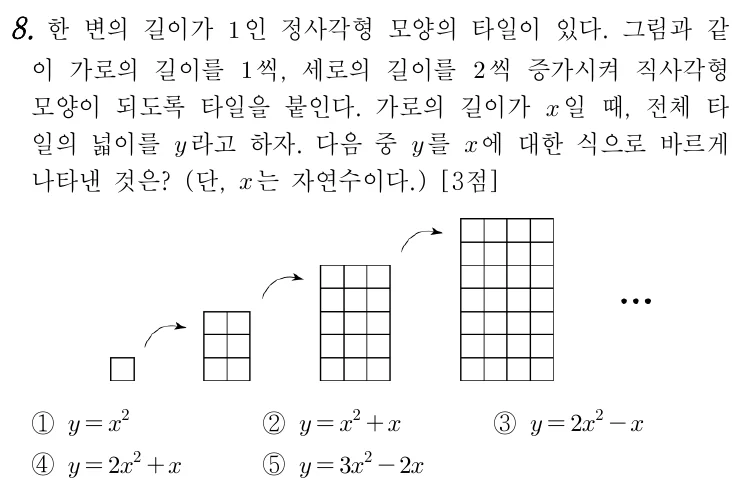 8. 한 변의 길이가 1인 정사각형 모양의 타일이 있다. 그림과 같
이 가로의 길이를 1씩, 세로의 길이를 2씩 증가시켜 직사각형
모양이 되도록 타일을 붙인다. 가로의 길이가 x일 때, 전체 타
일의 넓이를 y라고 하자. 다음 중 y를 x에 대한 식으로 바르게
나타낸 것은? (단, x는 자연수이다.) [3점]
…
① y=x² ② y=x²+x ③ y=2x²-x
④ y=2x²+x ⑤ y=3x²-2x